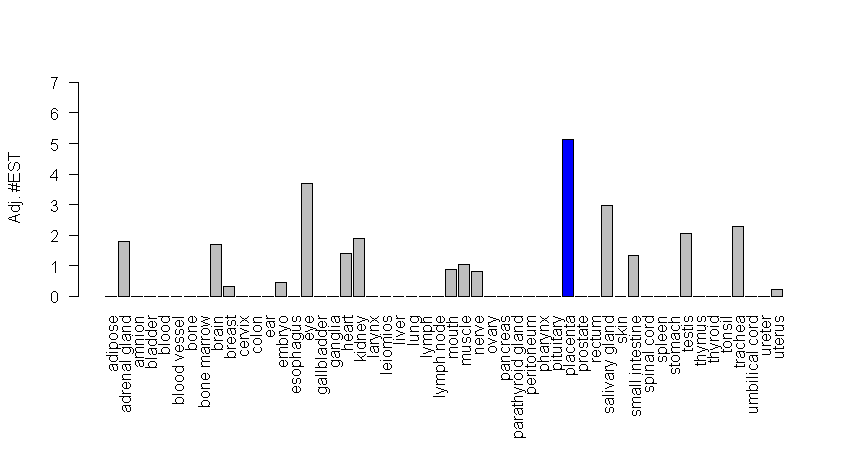 7
6
5
4
3
2
1
0
Adj. #EST
adipose
adrenal gland
amnion
bladder
blood
blood vessel
bone
bone marrow
brain
breast
cervix
colon
ear
embryo
esophagus
eye
gallbladder
ganglia
heart
kidney
larynx
leiomios
liver
lung
lymph
lymph node
mouth
muscle
nerve
ovary
pancreas
parathyroid gland
peritoneum
pharynx
pituitary
placenta
prostate
rectum
salivary gland
skin
small intestine
spinal cord
spleen
stomach
testis
thymus
thyroid
tonsil
trachea
umbilical cord
ureter
uterus